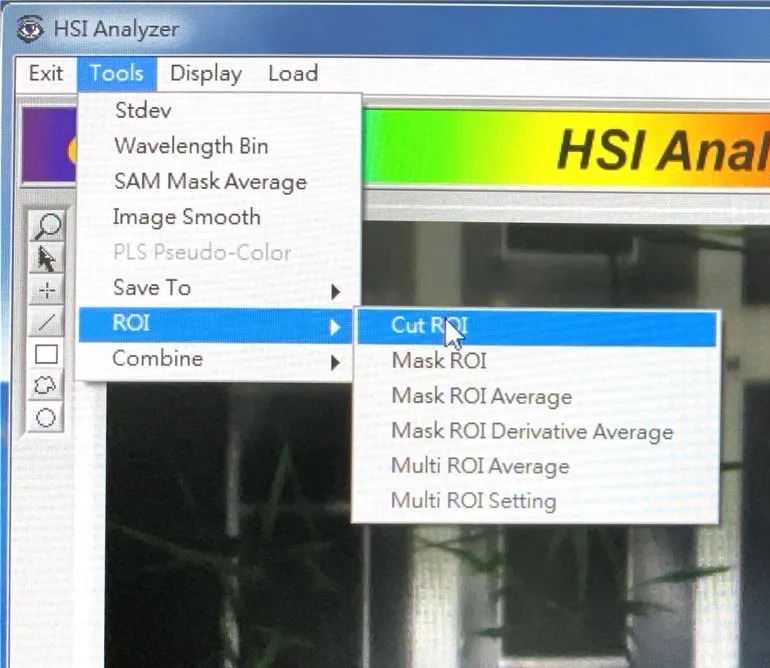 HSI Analyzer
Exit Tools Display Load
HSI Anal
Stdev
Wavelength Bin
SAM Mask Average
Image Smooth
PLS Pseudo-Color
Save To
ROI
Combine
Cut ROI
Mask ROI
Mask ROI Average
Mask ROI Derivative Average
Multi ROI Average
Multi ROI Setting